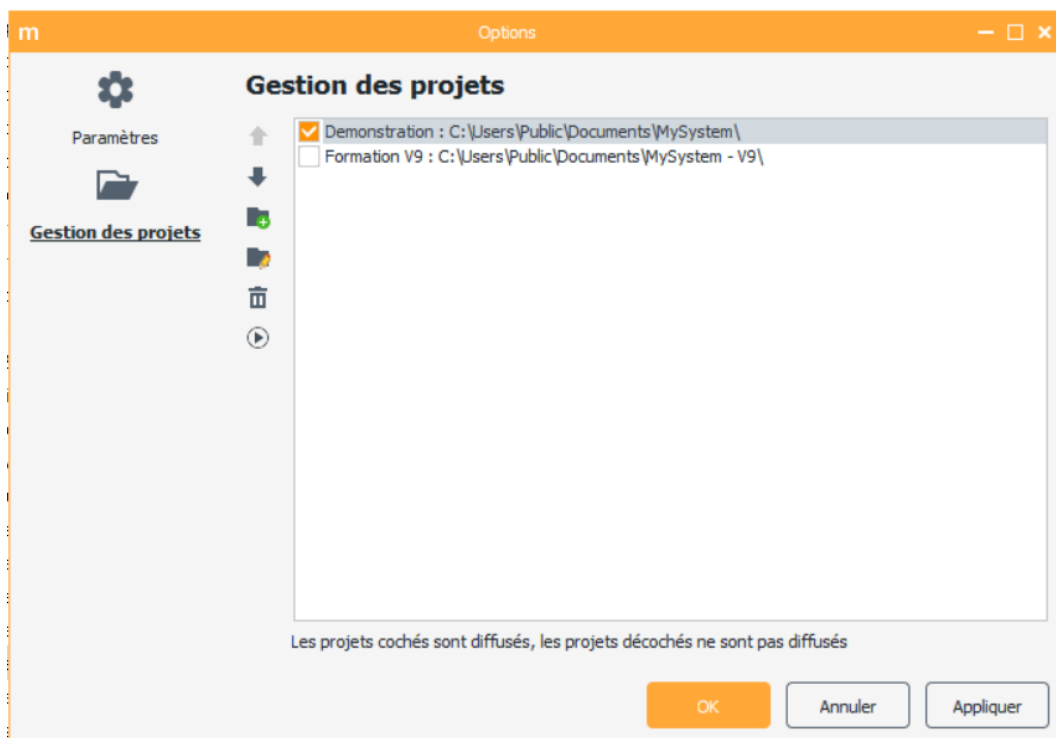 m
Options
Gestion des projets
Paramètres
Gestion des projets
Demonstration : C:\Users\Public\Documents\MySystem\
Formation V9 : C:\Users\Public\Documents\MySystem - V9\
Les projets cochés sont diffusés, les projets décochés ne sont pas diffusés
OK
Annuler
Appliquer